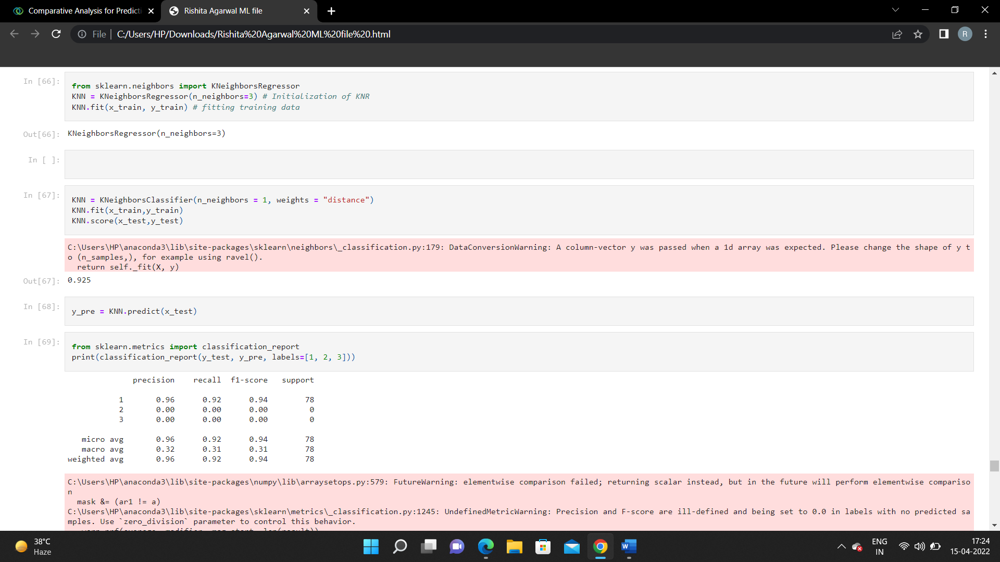 Comparative Analysis for Predicti
Rishita Agarwal ML file
File | C:/Users/HP/Downloads/Rishita%20Agarwal%20ML%20file%20.html
R
In [66]:
from sklearn.neighbors import KNeighborsRegressor
KNN = KNeighborsRegressor(n_neighbors=3) # Initialization of KNR
KNN.fit(x_train, y_train) # fitting training data
Out[66]: KNeighborsRegressor(n_neighbors=3)
In [ ]:
In [67]:
KNN = KNeighborsClassifier(n_neighbors = 1, weights = "distance")
KNN.fit(x_train,y_train)
KNN.score(x_test,y_test)
C:\Users\HP\anaconda3\lib\site-packages\sklearn\neighbors\_classification.py:179: DataConversionWarning: A column-vector y was passed when a 1d array was expected. Please change the shape of y t
o (n_samples,), for example using ravel().
return self._fit(X, y)
Out[67]: 0.925
In [68]:
y_pre = KNN.predict(x_test)
In [69]:
from sklearn.metrics import classification_report
print(classification_report(y_test, y_pre, labels=[1, 2, 3]))
precision recall f1-score support
1 0.96 0.92 0.94 78
2 0.00 0.00 0.00 0
3 0.00 0.00 0.00 0
micro avg 0.96 0.92 0.94 78
macro avg 0.32 0.31 0.31 78
weighted avg 0.96 0.92 0.94 78
C:\Users\HP\anaconda3\lib\site-packages\numpy\lib\arraysetops.py:579: FutureWarning: elementwise comparison failed; returning scalar instead, but in the future will perform elementwise compariso
n
mask &= (ar1 != a)
C:\Users\HP\anaconda3\lib\site-packages\sklearn\metrics\_classification.py:1245: UndefinedMetricWarning: Precision and F-score are ill-defined and being set to 0.0 in labels with no predicted sa
mples. Use `zero_division` parameter to control this behavior.
38°C
Haze
W
ENG
IN
17:24
15-04-2022